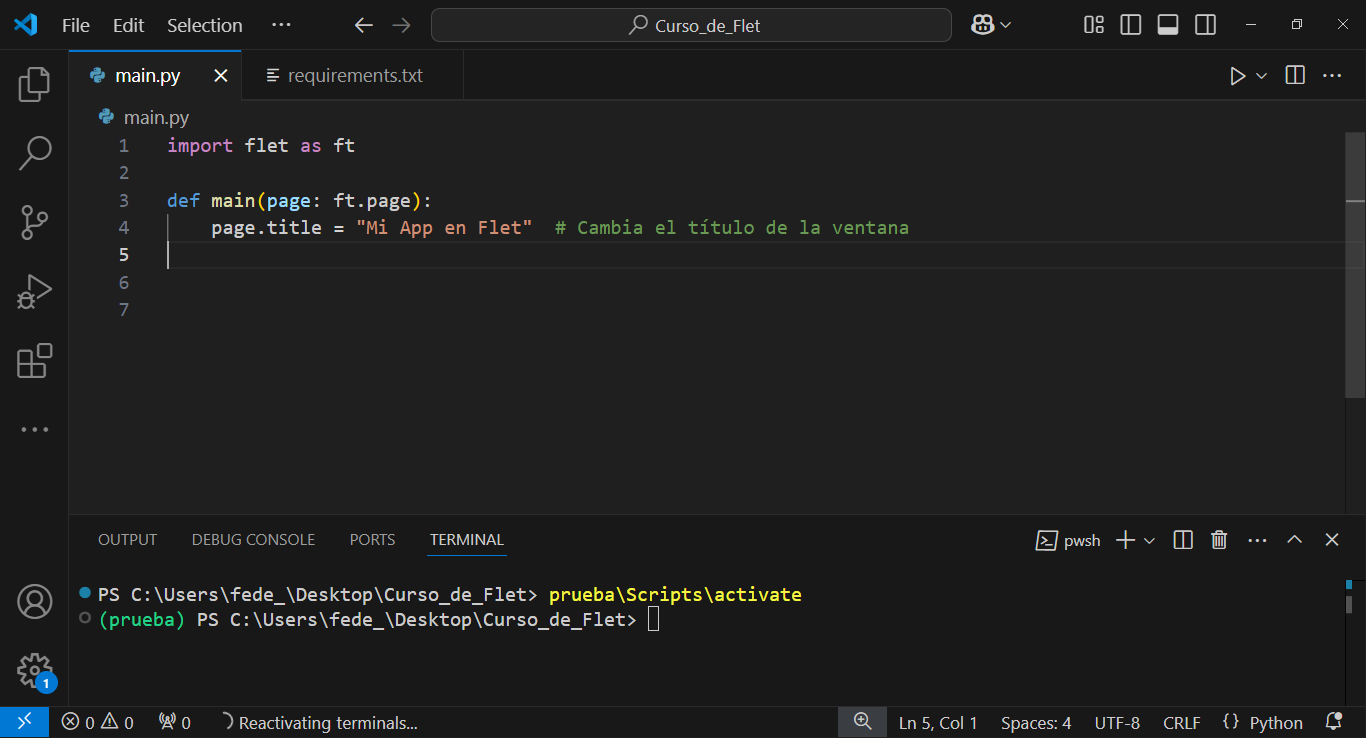 File Edit Selection ··· Curso_de_Flet
main.py requirements.txt
main.py
1 import flet as ft
2
3 def main(page: ft.page):
4 page.title = "Mi App en Flet" # Cambia el título de la ventana
5
6
7
OUTPUT DEBUG CONSOLE PORTS TERMINAL pwsh
PS C:\Users\fede_\Desktop\Curso_de_Flet> prueba\Scripts\activate
(prueba) PS C:\Users\fede_\Desktop\Curso_de_Flet>
1
0 0 0 Reactivating terminals... Ln 5, Col 1 Spaces: 4 UTF-8 CRLF {} Python